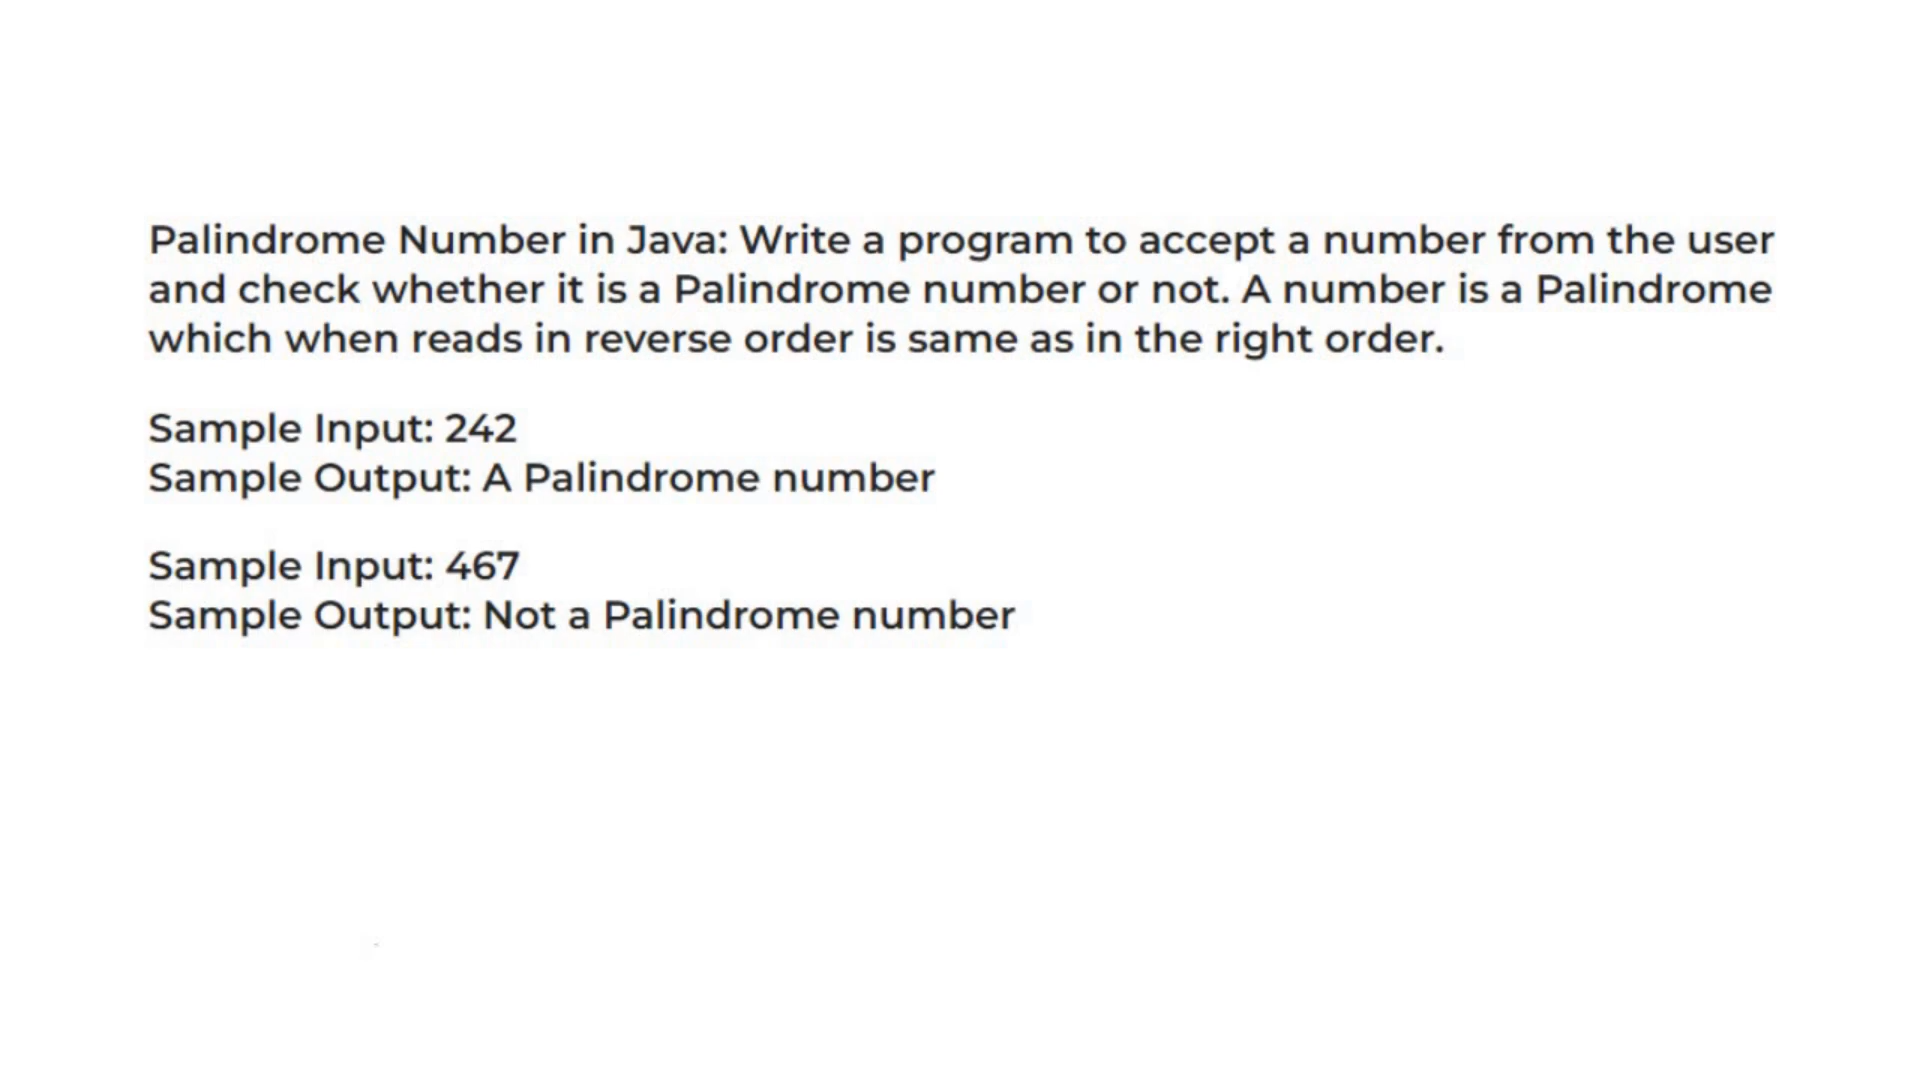 Palindrome Number in Java: Write a program to accept a number from the user
and check whether it is a Palindrome number or not. A number is a Palindrome
which when reads in reverse order is same as in the right order.
Sample Input: 242
Sample Output: A Palindrome number
Sample Input: 467
Sample Output: Not a Palindrome number